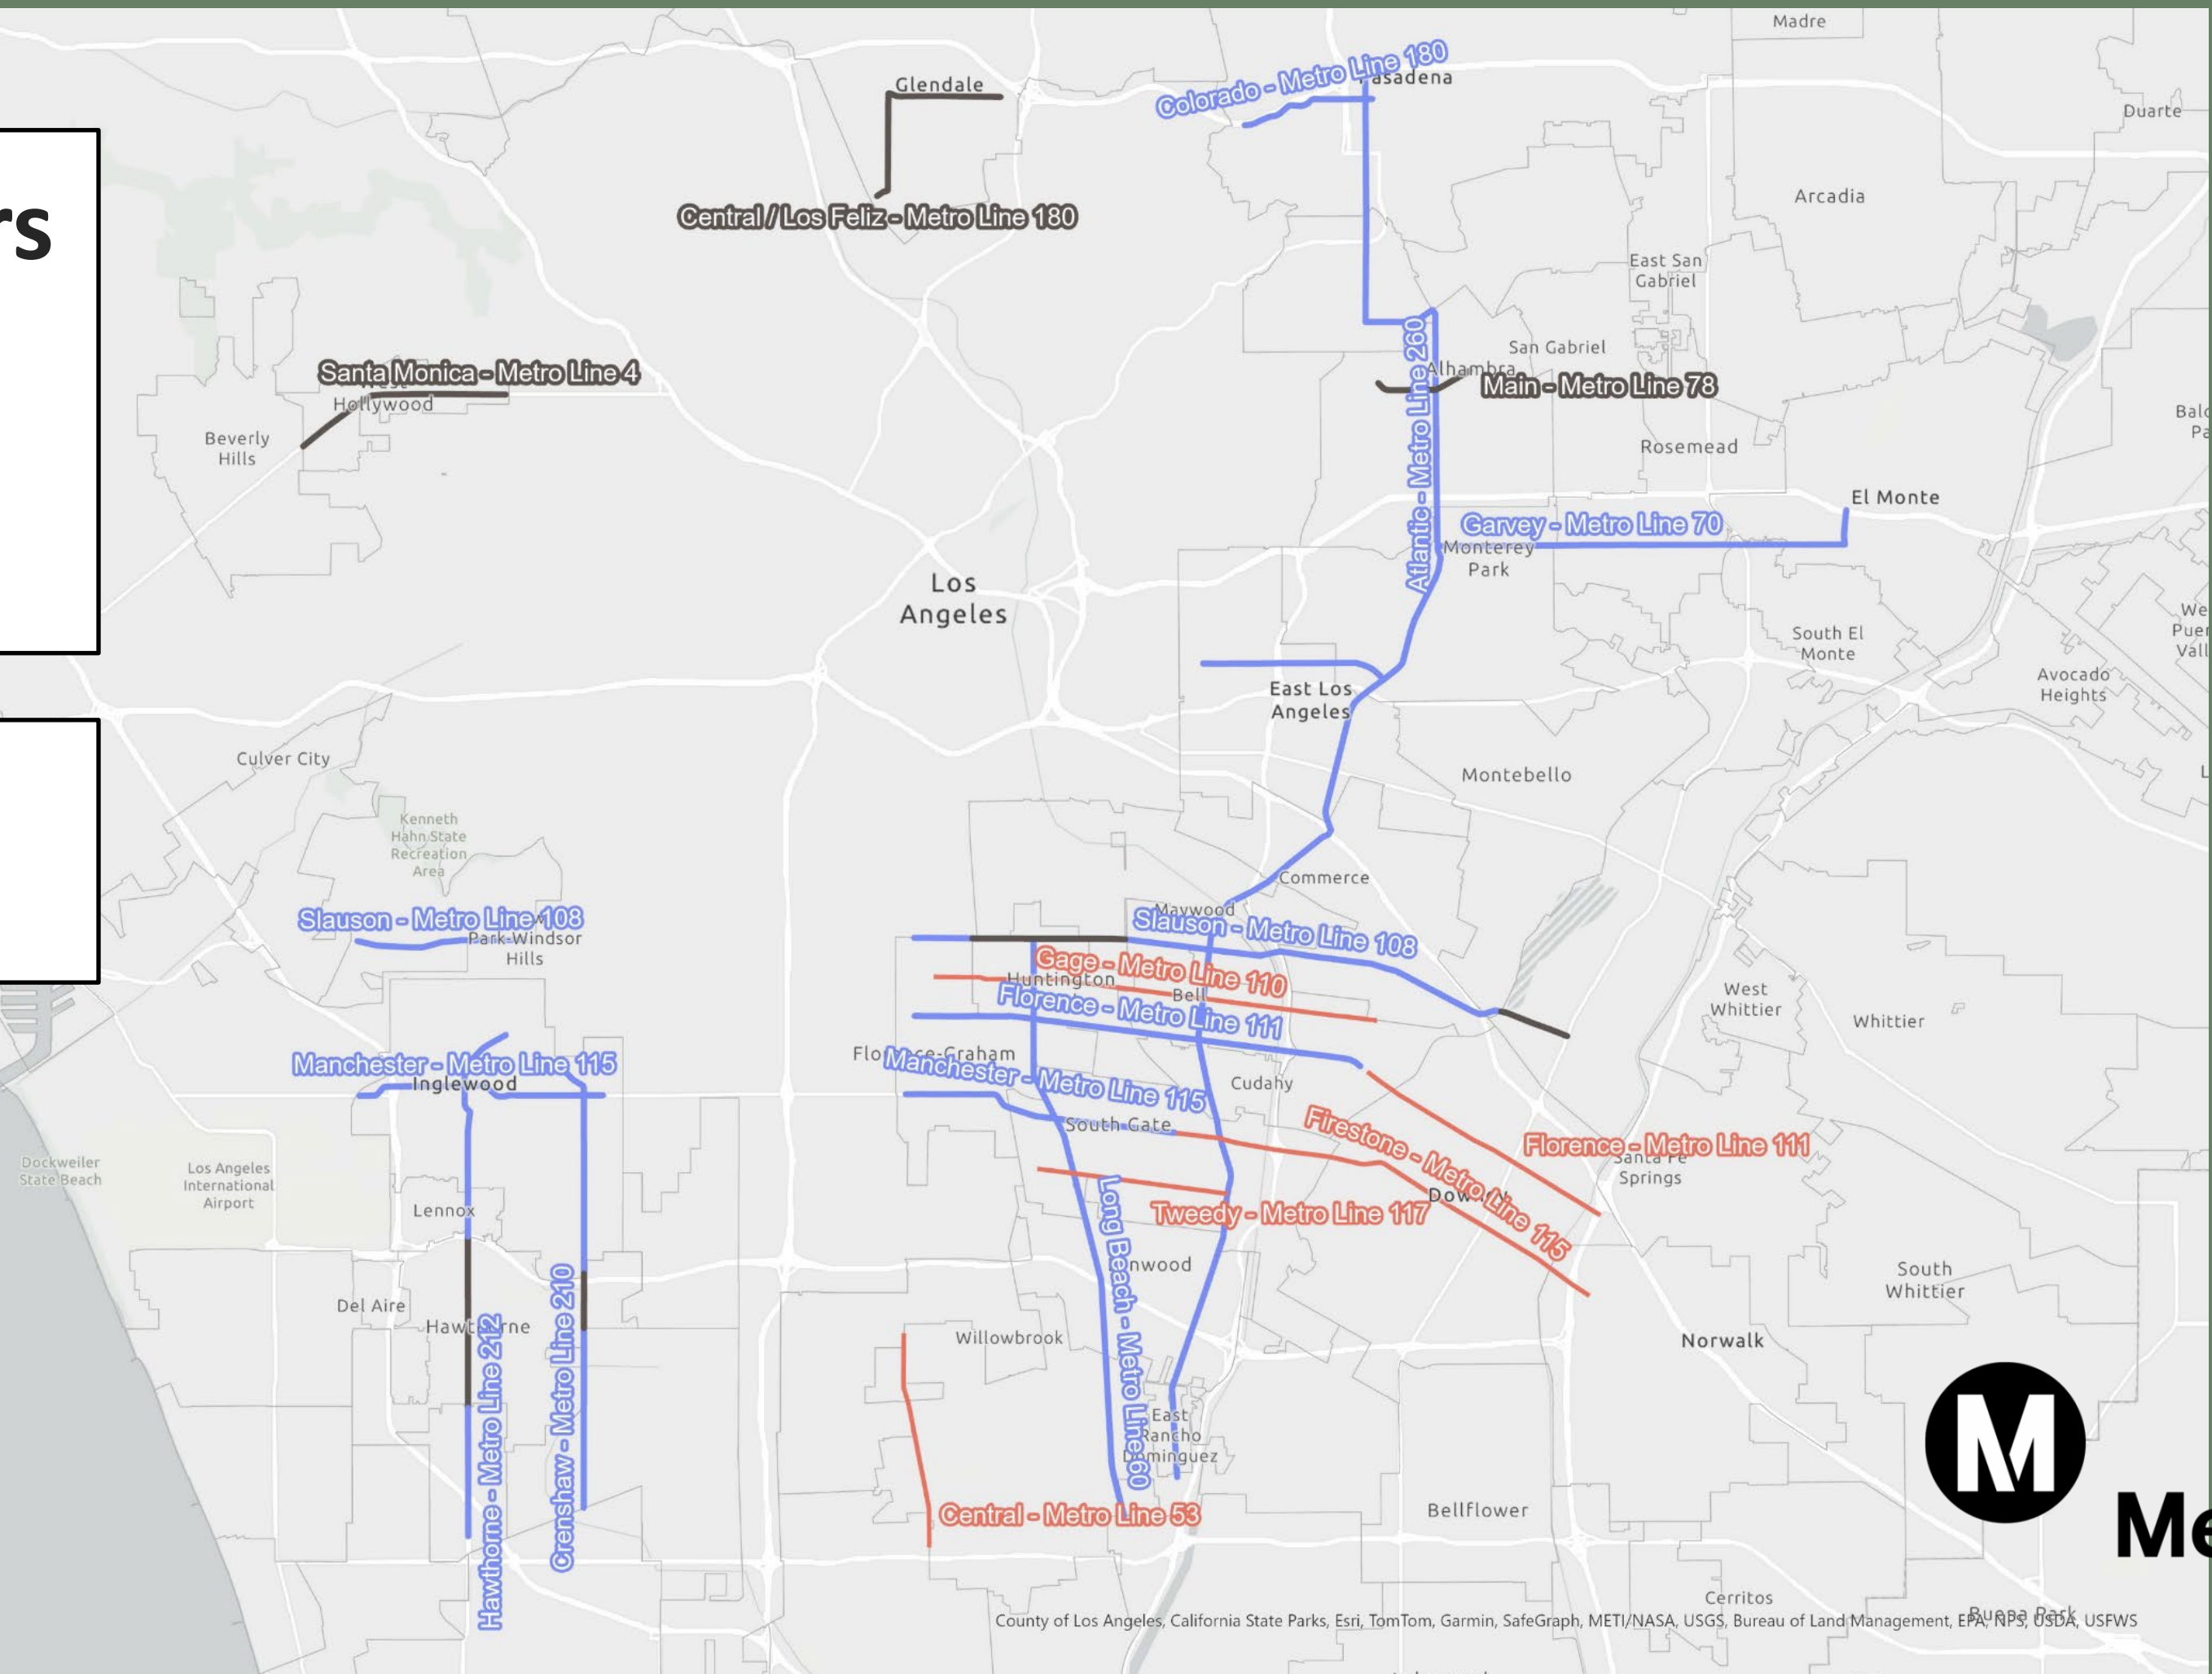 Madre
Colorado - Metro Line 180
asadena
Glendale
Duarte
Arcadia
rs
Central / Los Feliz - Metro Line 180
East San
Gabriel
San Gabriel
Santa Monica - Metro Line 4
Hollywood
Alhambra
Main - Metro Line 78
Atlantic - Metro Line 260
Beverly
Hills
Rosemead
El Monte
Garvey - Metro Line 70
Monterey
Park
Los
Angeles
South El
Monte
Avocado
Heights
East Los
Angeles
Culver City
Montebello
Kenneth
Hahn State
Recreation
Area
Commerce
Maywood
Slauson - Metro Line 108
Park-Windsor
Hills
Slauson - Metro Line 108
Gage - Metro Line 110
Huntington
Bell
Florence - Metro Line 111
West
Whittier
Whittier
Manchester - Metro Line 115
Inglewood
Manchester - Metro Line 115
Cudahy
South Gate
Firestone - Metro Line 115
Florence - Metro Line 111
Santa Fe
Springs
Dockweiler
State Beach
Los Angeles
International
Airport
Lennox
Tweedy - Metro Line 117
Long Beach - Metro Line 60
nwood
South
Whittier
Del Aire
Hawthorne
Willowbrook
Norwalk
Hawthorne - Metro Line 212
Crenshaw - Metro Line 210
East
Rancho
Dominguez
M
Me
Central - Metro Line 53
Bellflower
Cerritos
Buena Park
County of Los Angeles, California State Parks, Esri, TomTom, Garmin, SafeGraph, METI/NASA, USGS, Bureau of Land Management, EPA, NPS, USDA, USFWS